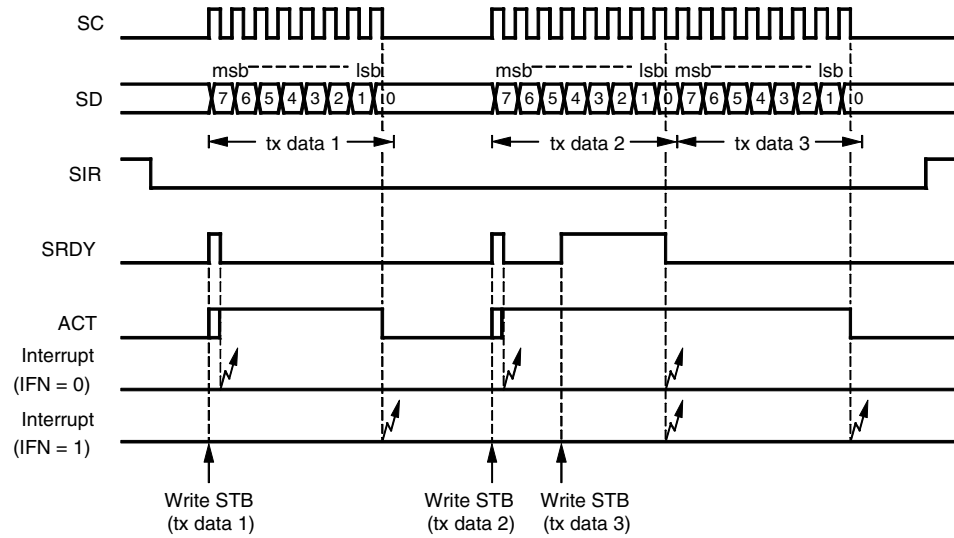 SC
msb lsb msb lsb msb lsb
SD 7 6 5 4 3 2 1 0 7 6 5 4 3 2 1 0 7 6 5 4 3 2 1 0
tx data 1 tx data 2 tx data 3
SIR
SRDY
ACT
Interrupt
(IFN = 0)
Interrupt
(IFN = 1)
Write STB Write STB Write STB
(tx data 1) (tx data 2) (tx data 3)